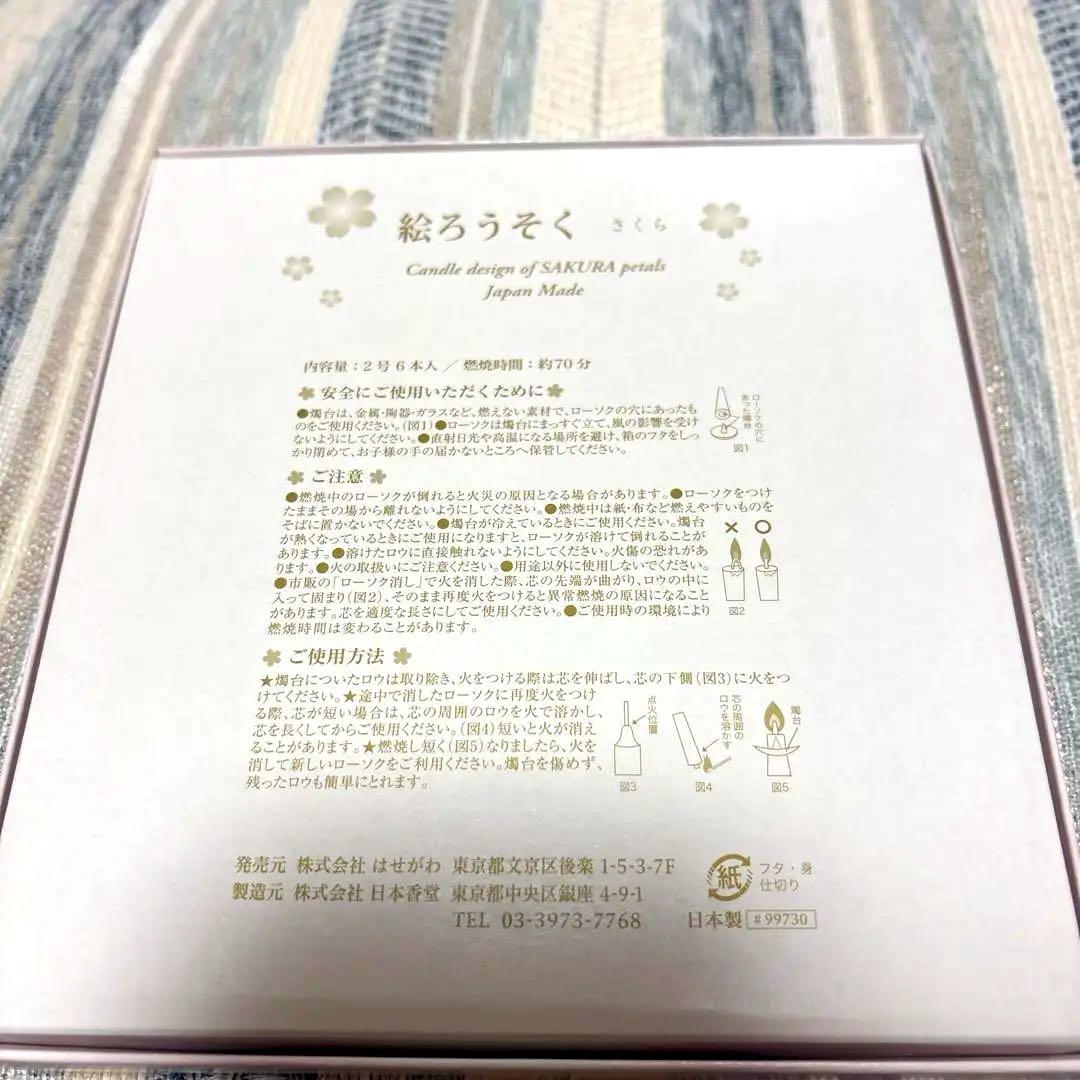 絵ろうそく さくら
Candle design of SAKURA petals
Japan Made
内容量：2号6本入 ／ 燃焼時間：約70分
安全にご使用いただくために
●燭台は、金属・陶器・ガラスなど、燃えない素材で、ローソクの穴にあったも
のをご使用ください。(図1)●ローソクは燭台にまっすぐ立て、風の影響を受け
ないようにしてください。●直射日光や高温になる場所を避け、箱のフタをしっ
かり閉めて、お子様の手の届かないところへ保管してください。
ローソクの穴に
あった燭台
図1
ご注意
●燃焼中のローソクが倒れると火災の原因となる場合があります。●ローソクをつけ
たままその場から離れないようにしてください。●燃焼中は紙・布など燃えやすいものを
そばに置かないでください。●燭台が冷えているときにご使用ください。燭台
が熱くなっているときにご使用になりますと、ローソクが溶けて倒れることが
あります。●溶けたロウに直接触れないようにしてください。火傷の恐れがあ
ります。●火の取扱いにご注意ください。●用途以外に使用しないでください。
●市販の「ローソク消し」で火を消した際、芯の先端が曲がり、ロウの中に
入って固まり(図2)、そのまま再度火をつけると異常燃焼の原因になること
があります。芯を適度な長さにしてご使用ください。●ご使用時の環境により
燃焼時間は変わることがあります。
× ○
図2
ご使用方法
★燭台についたロウは取り除き、火をつける際は芯を伸ばし、芯の下側(図3)に火をつ
けてください。★途中で消したローソクに再度火をつけ
る際、芯が短い場合は、芯の周囲のロウを火で溶かし、
芯を長くしてからご使用ください。(図4)短いと火が消え
ることがあります。★燃焼し短く(図5)なりましたら、火を
消して新しいローソクをご利用ください。燭台を傷めず、
残ったロウも簡単にとれます。
点火位置
図3
芯の周囲の
ロウを溶かす
図4
燭台
図5
発売元 株式会社 はせがわ 東京都文京区後楽 1-5-3-7F
製造元 株式会社 日本香堂 東京都中央区銀座 4-9-1
TEL 03-3973-7768
紙 フタ・身
仕切り
日本製 #99730